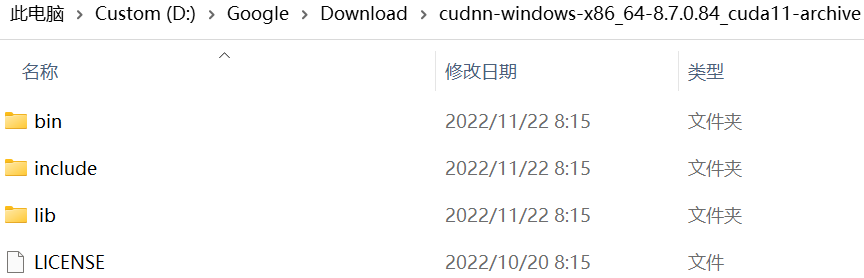 此电脑 > Custom (D:) > Google > Download > cudnn-windows-x86_64-8.7.0.84_cuda11-archive
名称 修改日期 类型
bin 2022/11/22 8:15 文件夹
include 2022/11/22 8:15 文件夹
lib 2022/11/22 8:15 文件夹
LICENSE 2022/10/20 8:15 文件